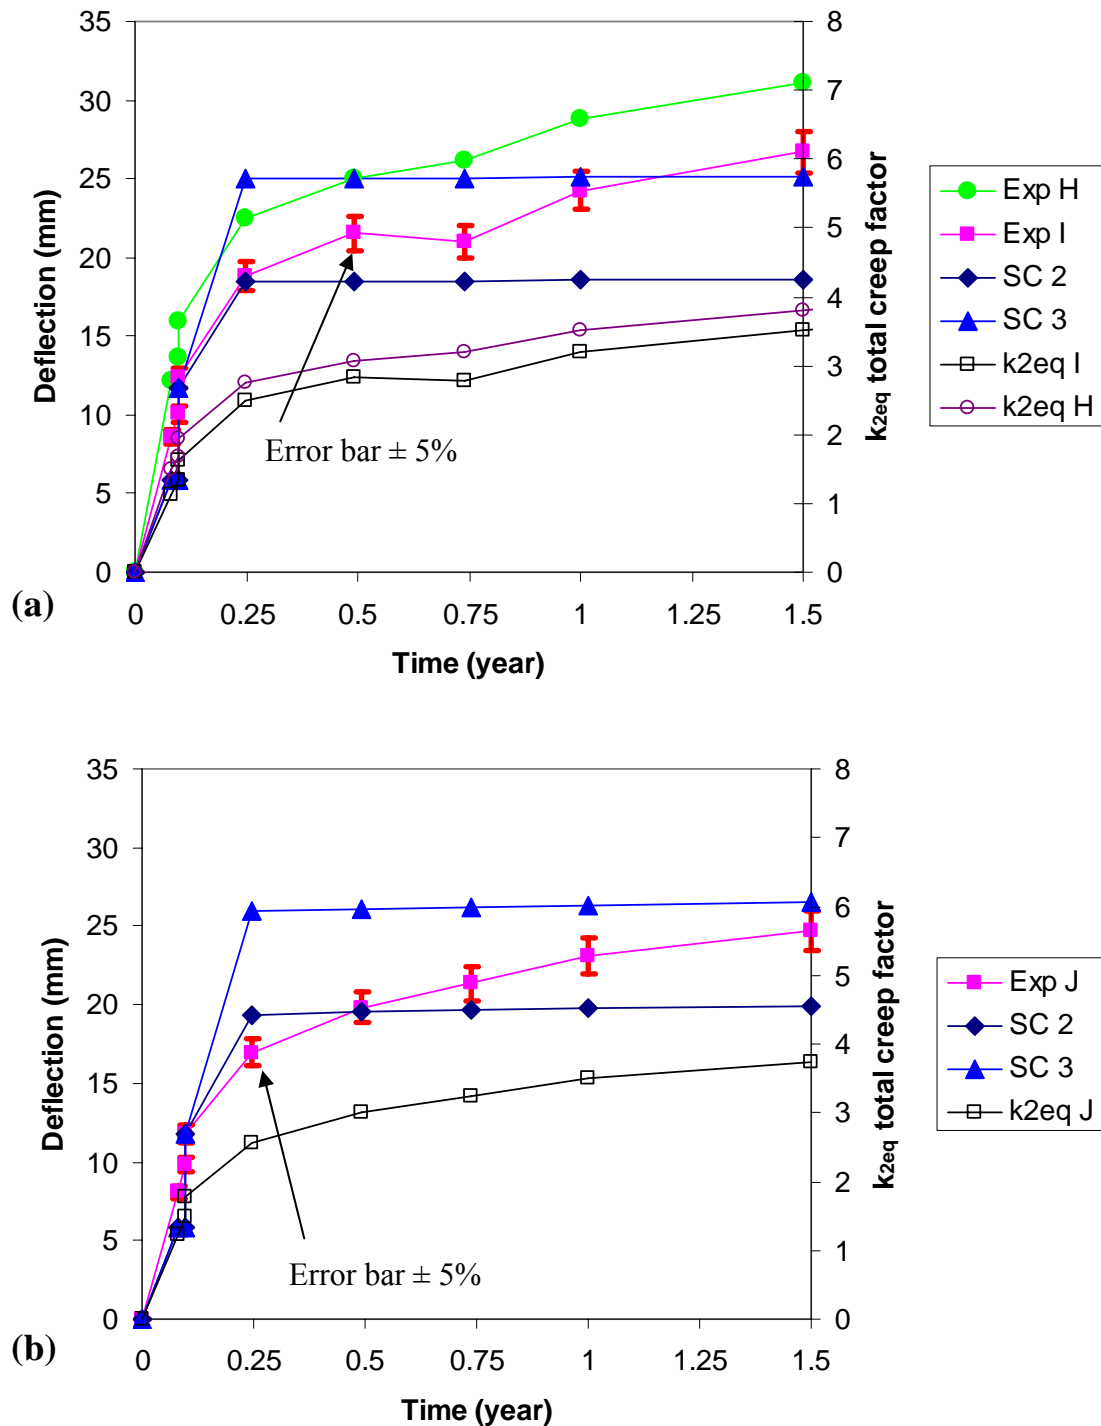 35
30
25
20
15
10
5
0
Deflection (mm)
8
7
6
5
4
3
2
1
0
k2eq total creep factor
Error bar ± 5%
0 0.25 0.5 0.75 1 1.25 1.5
Time (year)
(a)
Exp H
Exp I
SC 2
SC 3
k2eq I
k2eq H
35
30
25
20
15
10
5
0
Deflection (mm)
8
7
6
5
4
3
2
1
0
k2eq total creep factor
Error bar ± 5%
0 0.25 0.5 0.75 1 1.25 1.5
Time (year)
(b)
Exp J
SC 2
SC 3
k2eq J